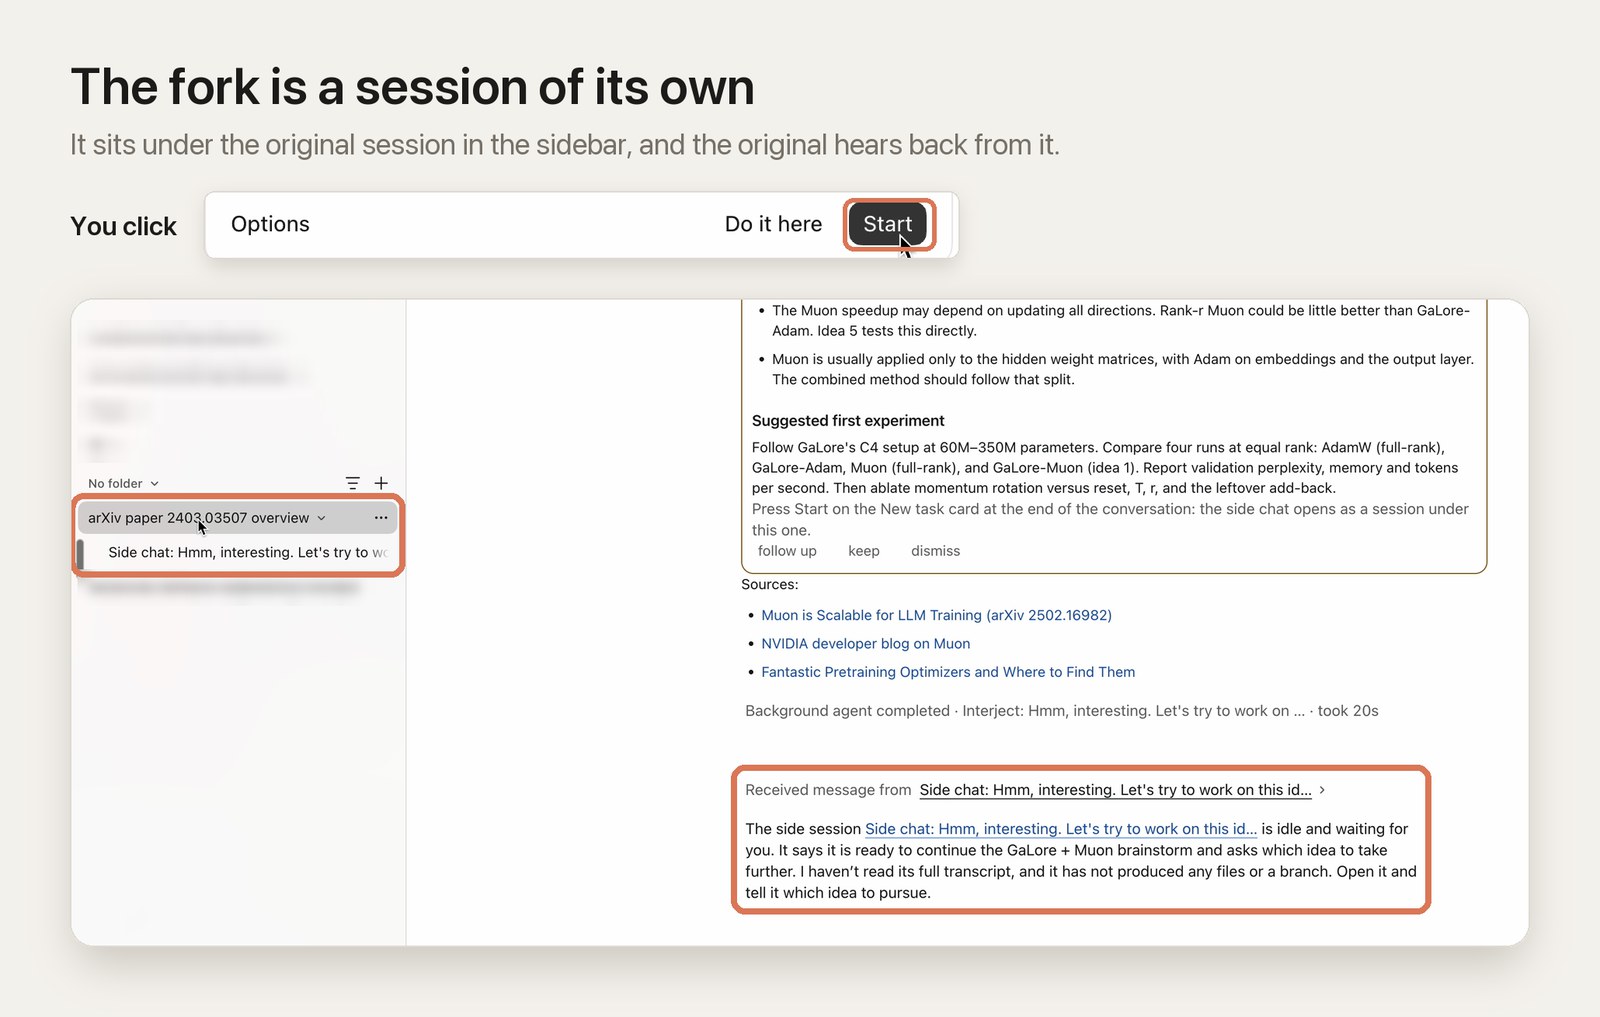 The fork is a session of its own
It sits under the original session in the sidebar, and the original hears back from it.
You click
Options
Do it here
Start
No folder
arXiv paper 2403.03507 overview
Side chat: Hmm, interesting. Let's try to
• The Muon speedup may depend on updating all directions. Rank-r Muon could be little better than GaLore-
Adam. Idea 5 tests this directly.
• Muon is usually applied only to the hidden weight matrices, with Adam on embeddings and the output layer.
The combined method should follow that split.
Suggested first experiment
Follow GaLore's C4 setup at 60M–350M parameters. Compare four runs at equal rank: AdamW (full-rank),
GaLore-Adam, Muon (full-rank), and GaLore-Muon (idea 1). Report validation perplexity, memory and tokens
per second. Then ablate momentum rotation versus reset, T, r, and the leftover add-back.
Press Start on the New task card at the end of the conversation: the side chat opens as a session under
this one.
follow up keep dismiss
Sources:
• Muon is Scalable for LLM Training (arXiv 2502.16982)
• NVIDIA developer blog on Muon
• Fantastic Pretraining Optimizers and Where to Find Them
Background agent completed · Interject: Hmm, interesting. Let's try to work on ... · took 20s
Received message from Side chat: Hmm, interesting. Let's try to work on this id... ›
The side session Side chat: Hmm, interesting. Let's try to work on this id... is idle and waiting for
you. It says it is ready to continue the GaLore + Muon brainstorm and asks which idea to take
further. I haven’t read its full transcript, and it has not produced any files or a branch. Open it and
tell it which idea to pursue.